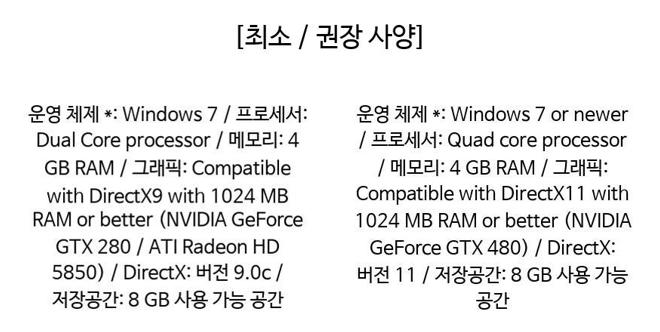 [최소 / 권장 사양]
운영 체제 *: Windows 7 / 프로세서:
Dual Core processor / 메모리: 4
GB RAM / 그래픽: Compatible
with DirectX9 with 1024 MB
RAM or better (NVIDIA GeForce
GTX 280 / ATI Radeon HD
5850) / DirectX: 버전 9.0c /
저장공간: 8 GB 사용 가능 공간
운영 체제 *: Windows 7 or newer
/ 프로세서: Quad core processor
/ 메모리: 4 GB RAM / 그래픽:
Compatible with DirectX11 with
1024 MB RAM or better (NVIDIA
GeForce GTX 480) / DirectX:
버전 11 / 저장공간: 8 GB 사용 가능
공간